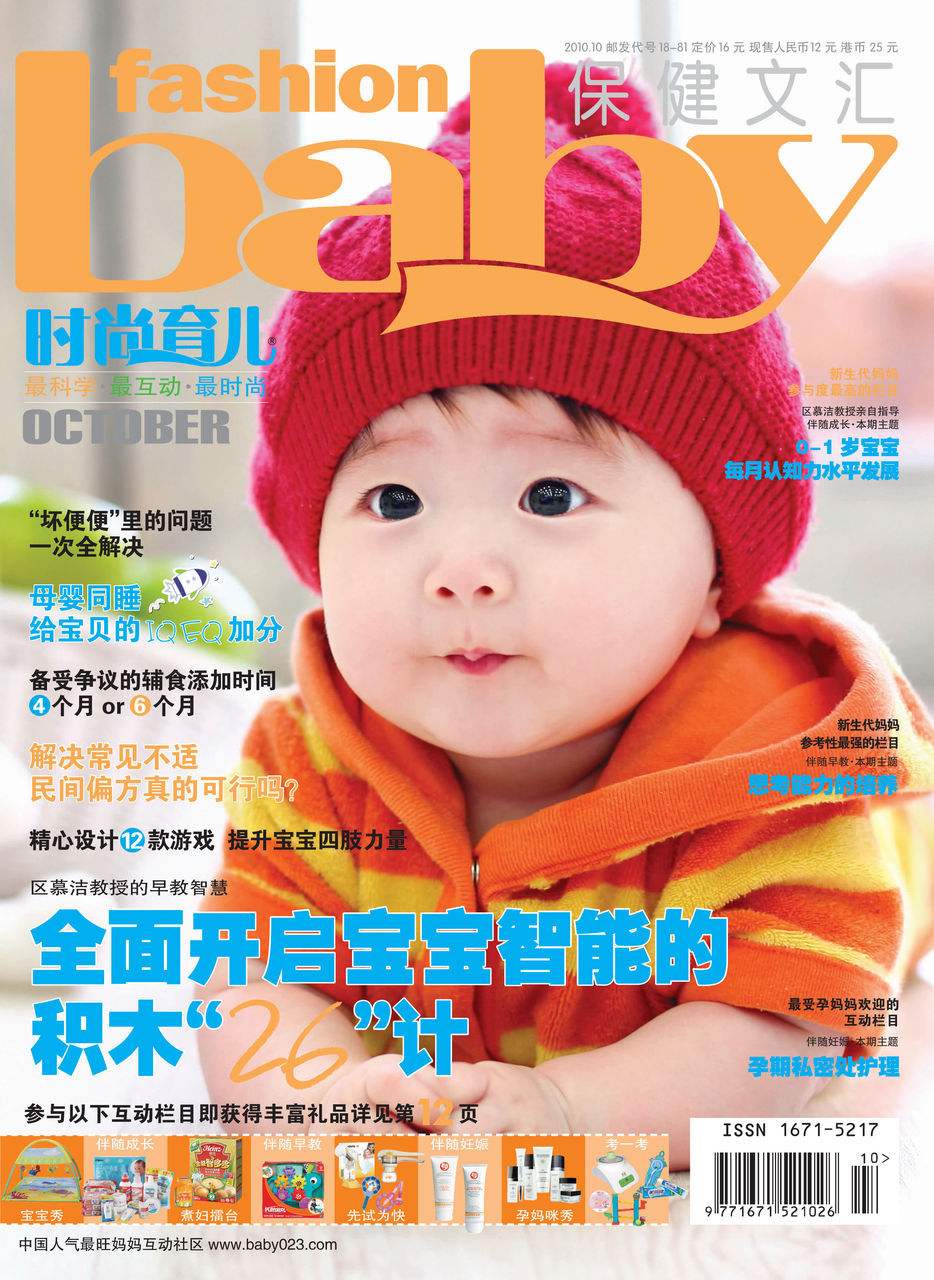 2010.10 邮发代号18-81 定价16元 现售人民币12元 港币25元
fashion
保健文汇
baby
时尚育儿®
最科学·最互动·最时尚
OCTOBER
新生代妈妈
参与度最高的栏目
区慕洁教授亲自指导
伴随成长·本期主题
0-1 岁宝宝
每月认知力水平发展
“坏便便”里的问题
一次全解决
母婴同睡
给宝贝的IQ EQ加分
备受争议的辅食添加时间
4个月 or 6个月
解决常见不适
民间偏方真的可行吗?
新生代妈妈
参考性最强的栏目
伴随早教·本期主题
思考能力的培养
精心设计12款游戏 提升宝宝四肢力量
区慕洁教授的早教智慧
全面开启宝宝智能的
积木“26”计
最受孕妈妈欢迎的
互动栏目
伴随妊娠·本期主题
孕期私密处护理
参与以下互动栏目即获得丰富礼品详见第12页
伴随成长
伴随早教
伴随妊娠
考一考
宝宝秀
煮妇擂台
先试为快
孕妈咪秀
Heinz
PLAYSKOOL
ISSN 1671-5217
10>
9 771671 521026
中国人气最旺妈妈互动社区 www.baby023.com